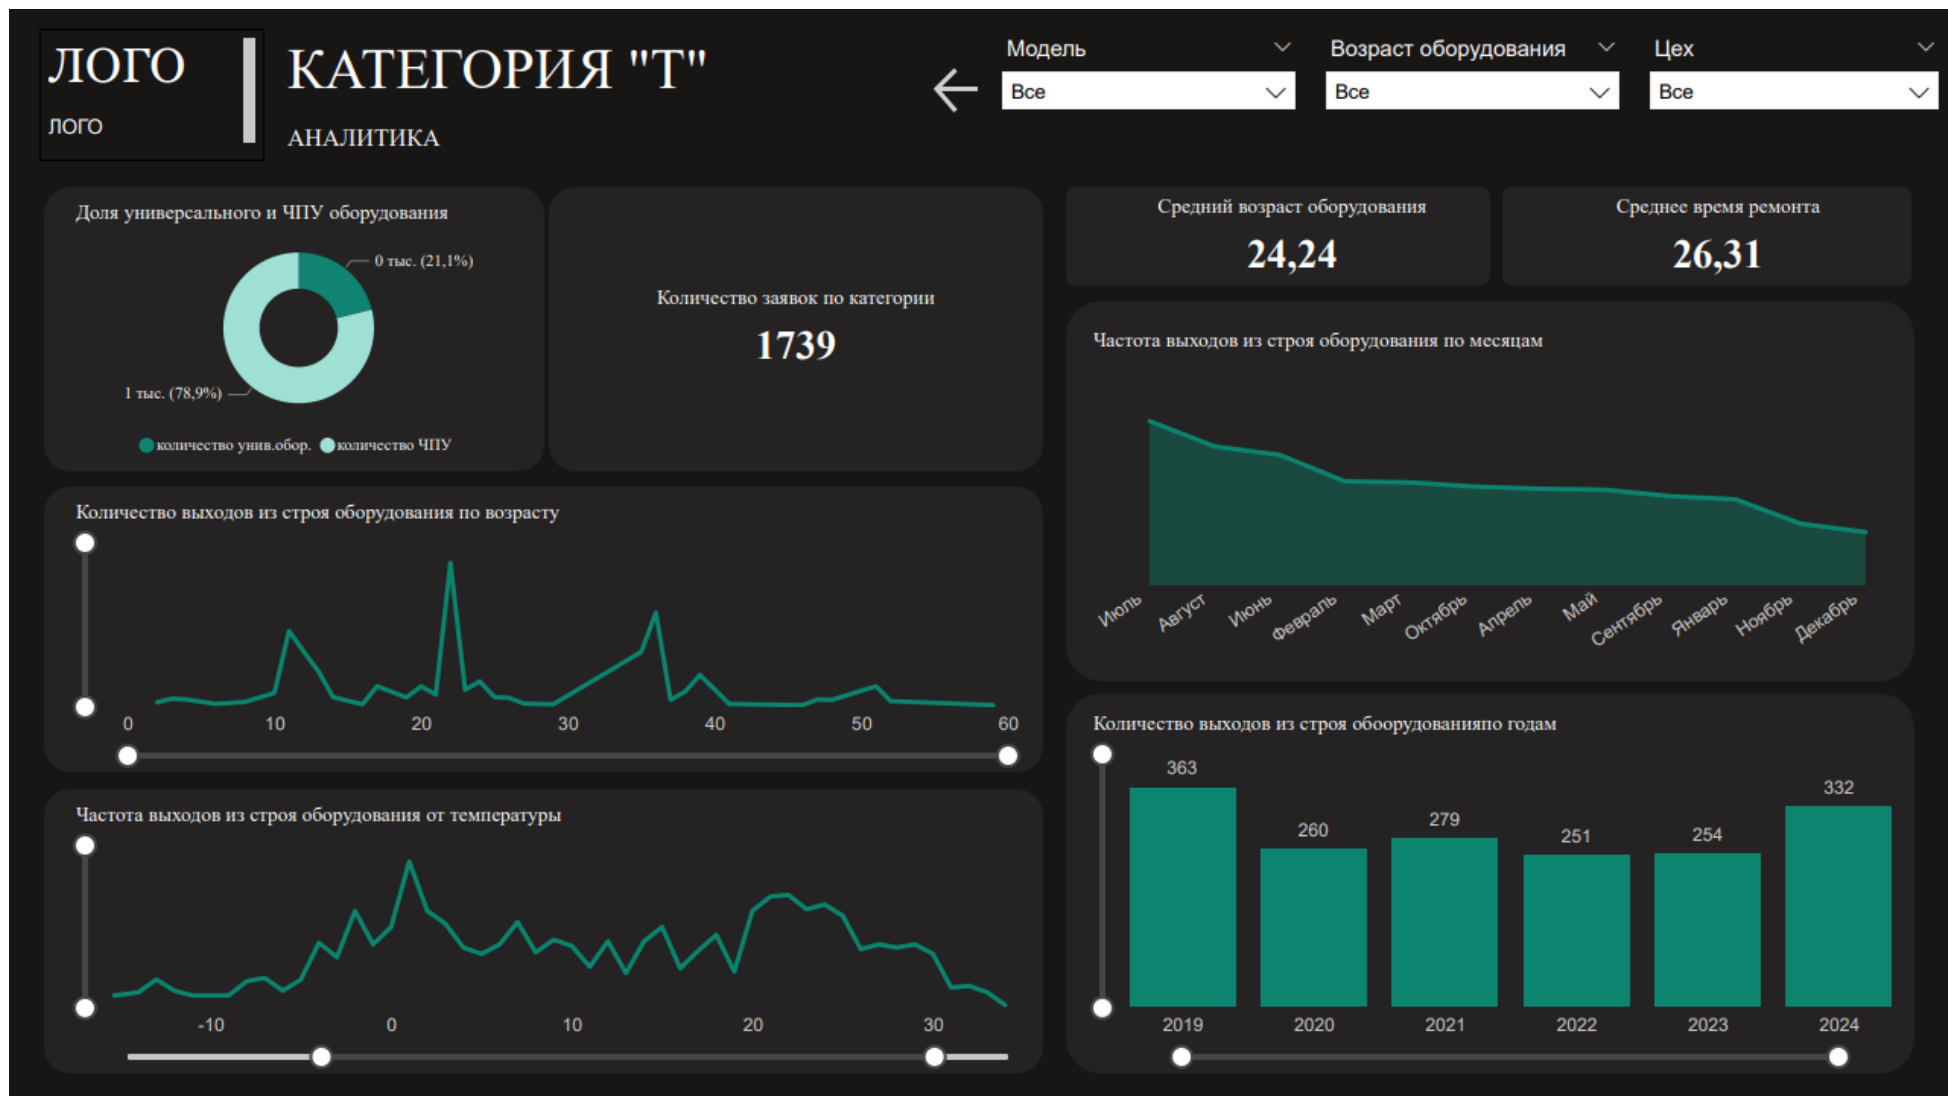 ЛОГО
лого
КАТЕГОРИЯ "Т"
АНАЛИТИКА
Модель
Все
Возраст оборудования
Все
Цех
Все
Доля универсального и ЧПУ оборудования
0 тыс. (21,1%)
1 тыс. (78,9%)
количество унив.обор. количество ЧПУ
Количество заявок по категории
1739
Средний возраст оборудования
24,24
Среднее время ремонта
26,31
Частота выходов из строя оборудования по месяцам
Июль Август Июнь Февраль Март Октябрь Апрель Май Сентябрь Январь Ноябрь Декабрь
Количество выходов из строя оборудования по возрасту
0 10 20 30 40 50 60
Частота выходов из строя оборудования от температуры
-10 0 10 20 30
Количество выходов из строя обоорудованияпо годам
363 260 279 251 254 332
2019 2020 2021 2022 2023 2024